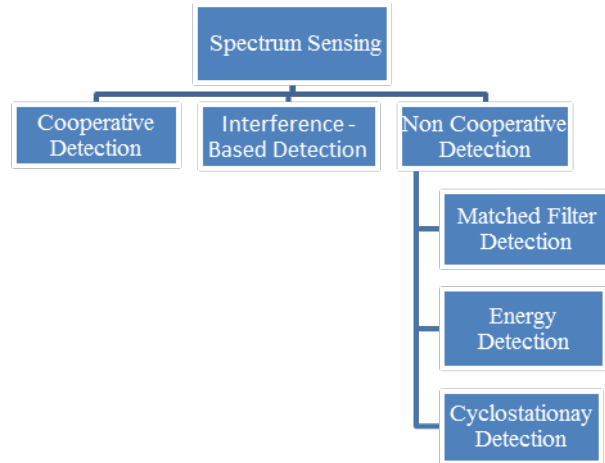 Spectrum Sensing
Cooperative
Detection
Interference -
Based Detection
Non Cooperative
Detection
Matched Filter
Detection
Energy
Detection
Cyclostationay
Detection